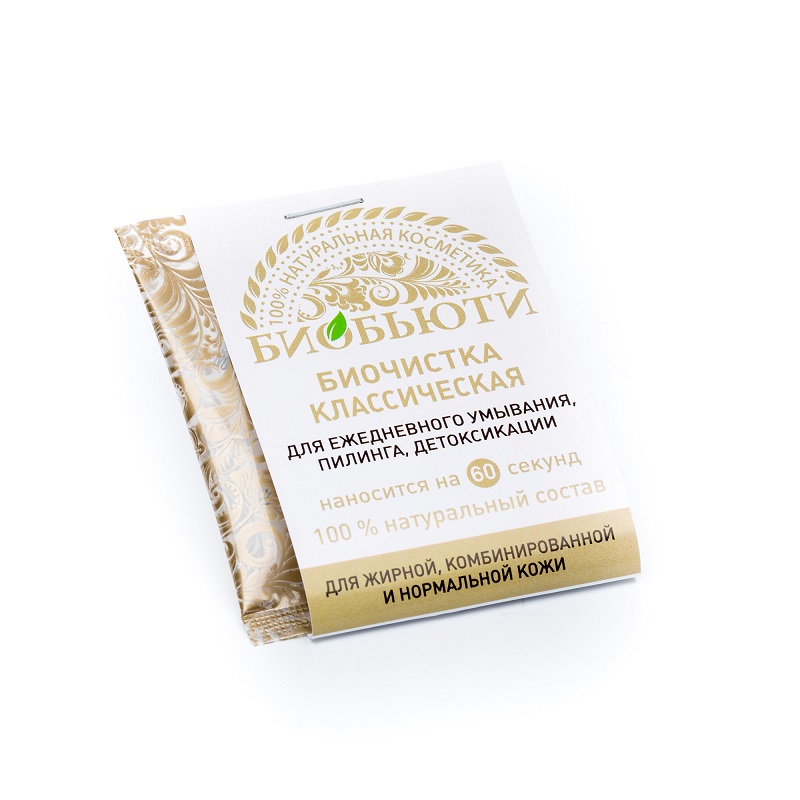 100% НАТУРАЛЬНАЯ КОСМЕТИКА
БИОБЬЮТИ
БИОЧИСТКА
КЛАССИЧЕСКАЯ
ДЛЯ ЕЖЕДНЕВНОГО УМЫВАНИЯ,
ПИЛИНГА, ДЕТОКСИКАЦИИ
наносится на 60 секунд
100 % натуральный состав
ДЛЯ ЖИРНОЙ, КОМБИНИРОВАННОЙ
И НОРМАЛЬНОЙ КОЖИ